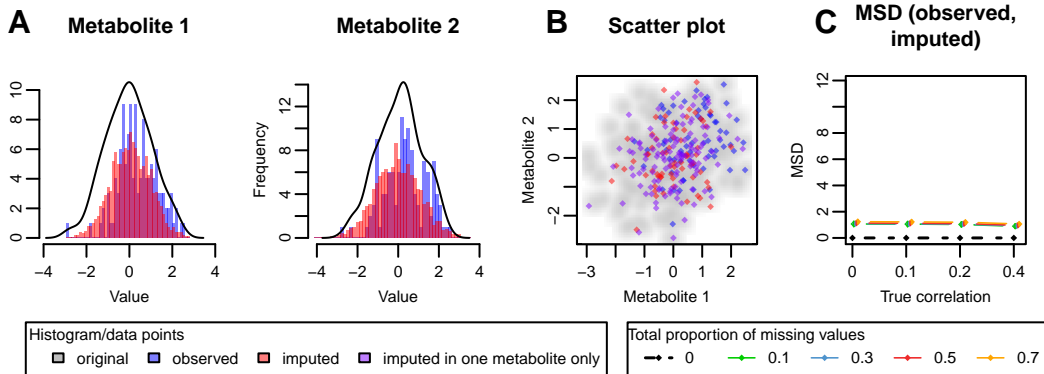 A
Metabolite 1
Metabolite 2
B
Scatter plot
C
MSD (observed,
imputed)
0
2
4
6
8
10
−4
−2
0
2
4
Value
Frequency
0
4
8
12
−4
−2
0
2
4
Value
Metabolite 2
−2
0
1
2
−3
−1
0
1
2
Metabolite 1
MSD
0
2
4
6
8
10
12
0
0.1
0.2
0.4
True correlation
Histogram/data points
original observed imputed imputed in one metabolite only
Total proportion of missing values
0 0.1 0.3 0.5 0.7